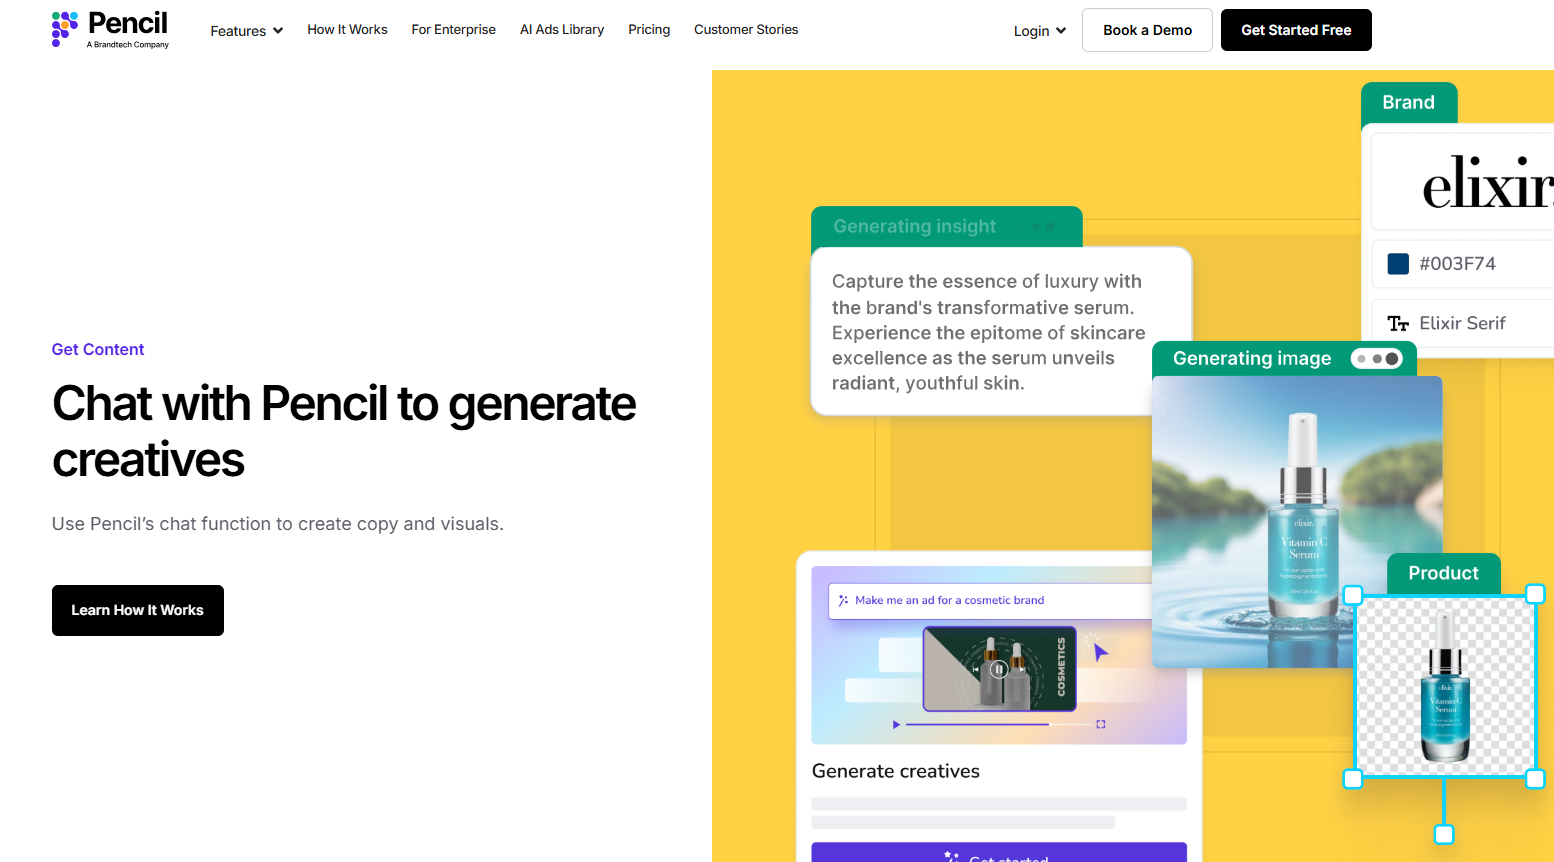 Pencil
A Brandtech Company
Features
How It Works
For Enterprise
AI Ads Library
Pricing
Customer Stories
Login
Book a Demo
Get Started Free
Get Content
Chat with Pencil to generate
creatives
Use Pencil’s chat function to create copy and visuals.
Learn How It Works
Brand
elixir.
#003F74
Elixir Serif
Generating insight
Capture the essence of luxury with
the brand's transformative serum.
Experience the epitome of skincare
excellence as the serum unveils
radiant, youthful skin.
Generating image
elixir.
Vitamin C
Serum
Product
elixir.
Vitamin C
Serum
Make me an ad for a cosmetic brand
COSMETICS
Generate creatives
Get started